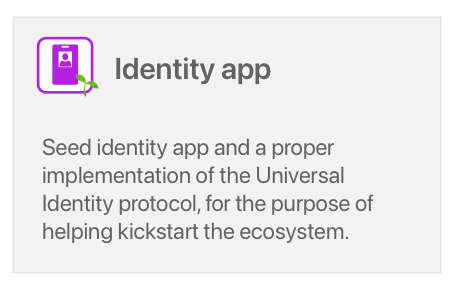 Identity app
Seed identity app and a proper
implementation of the Universal
Identity protocol, for the purpose of
helping kickstart the ecosystem.